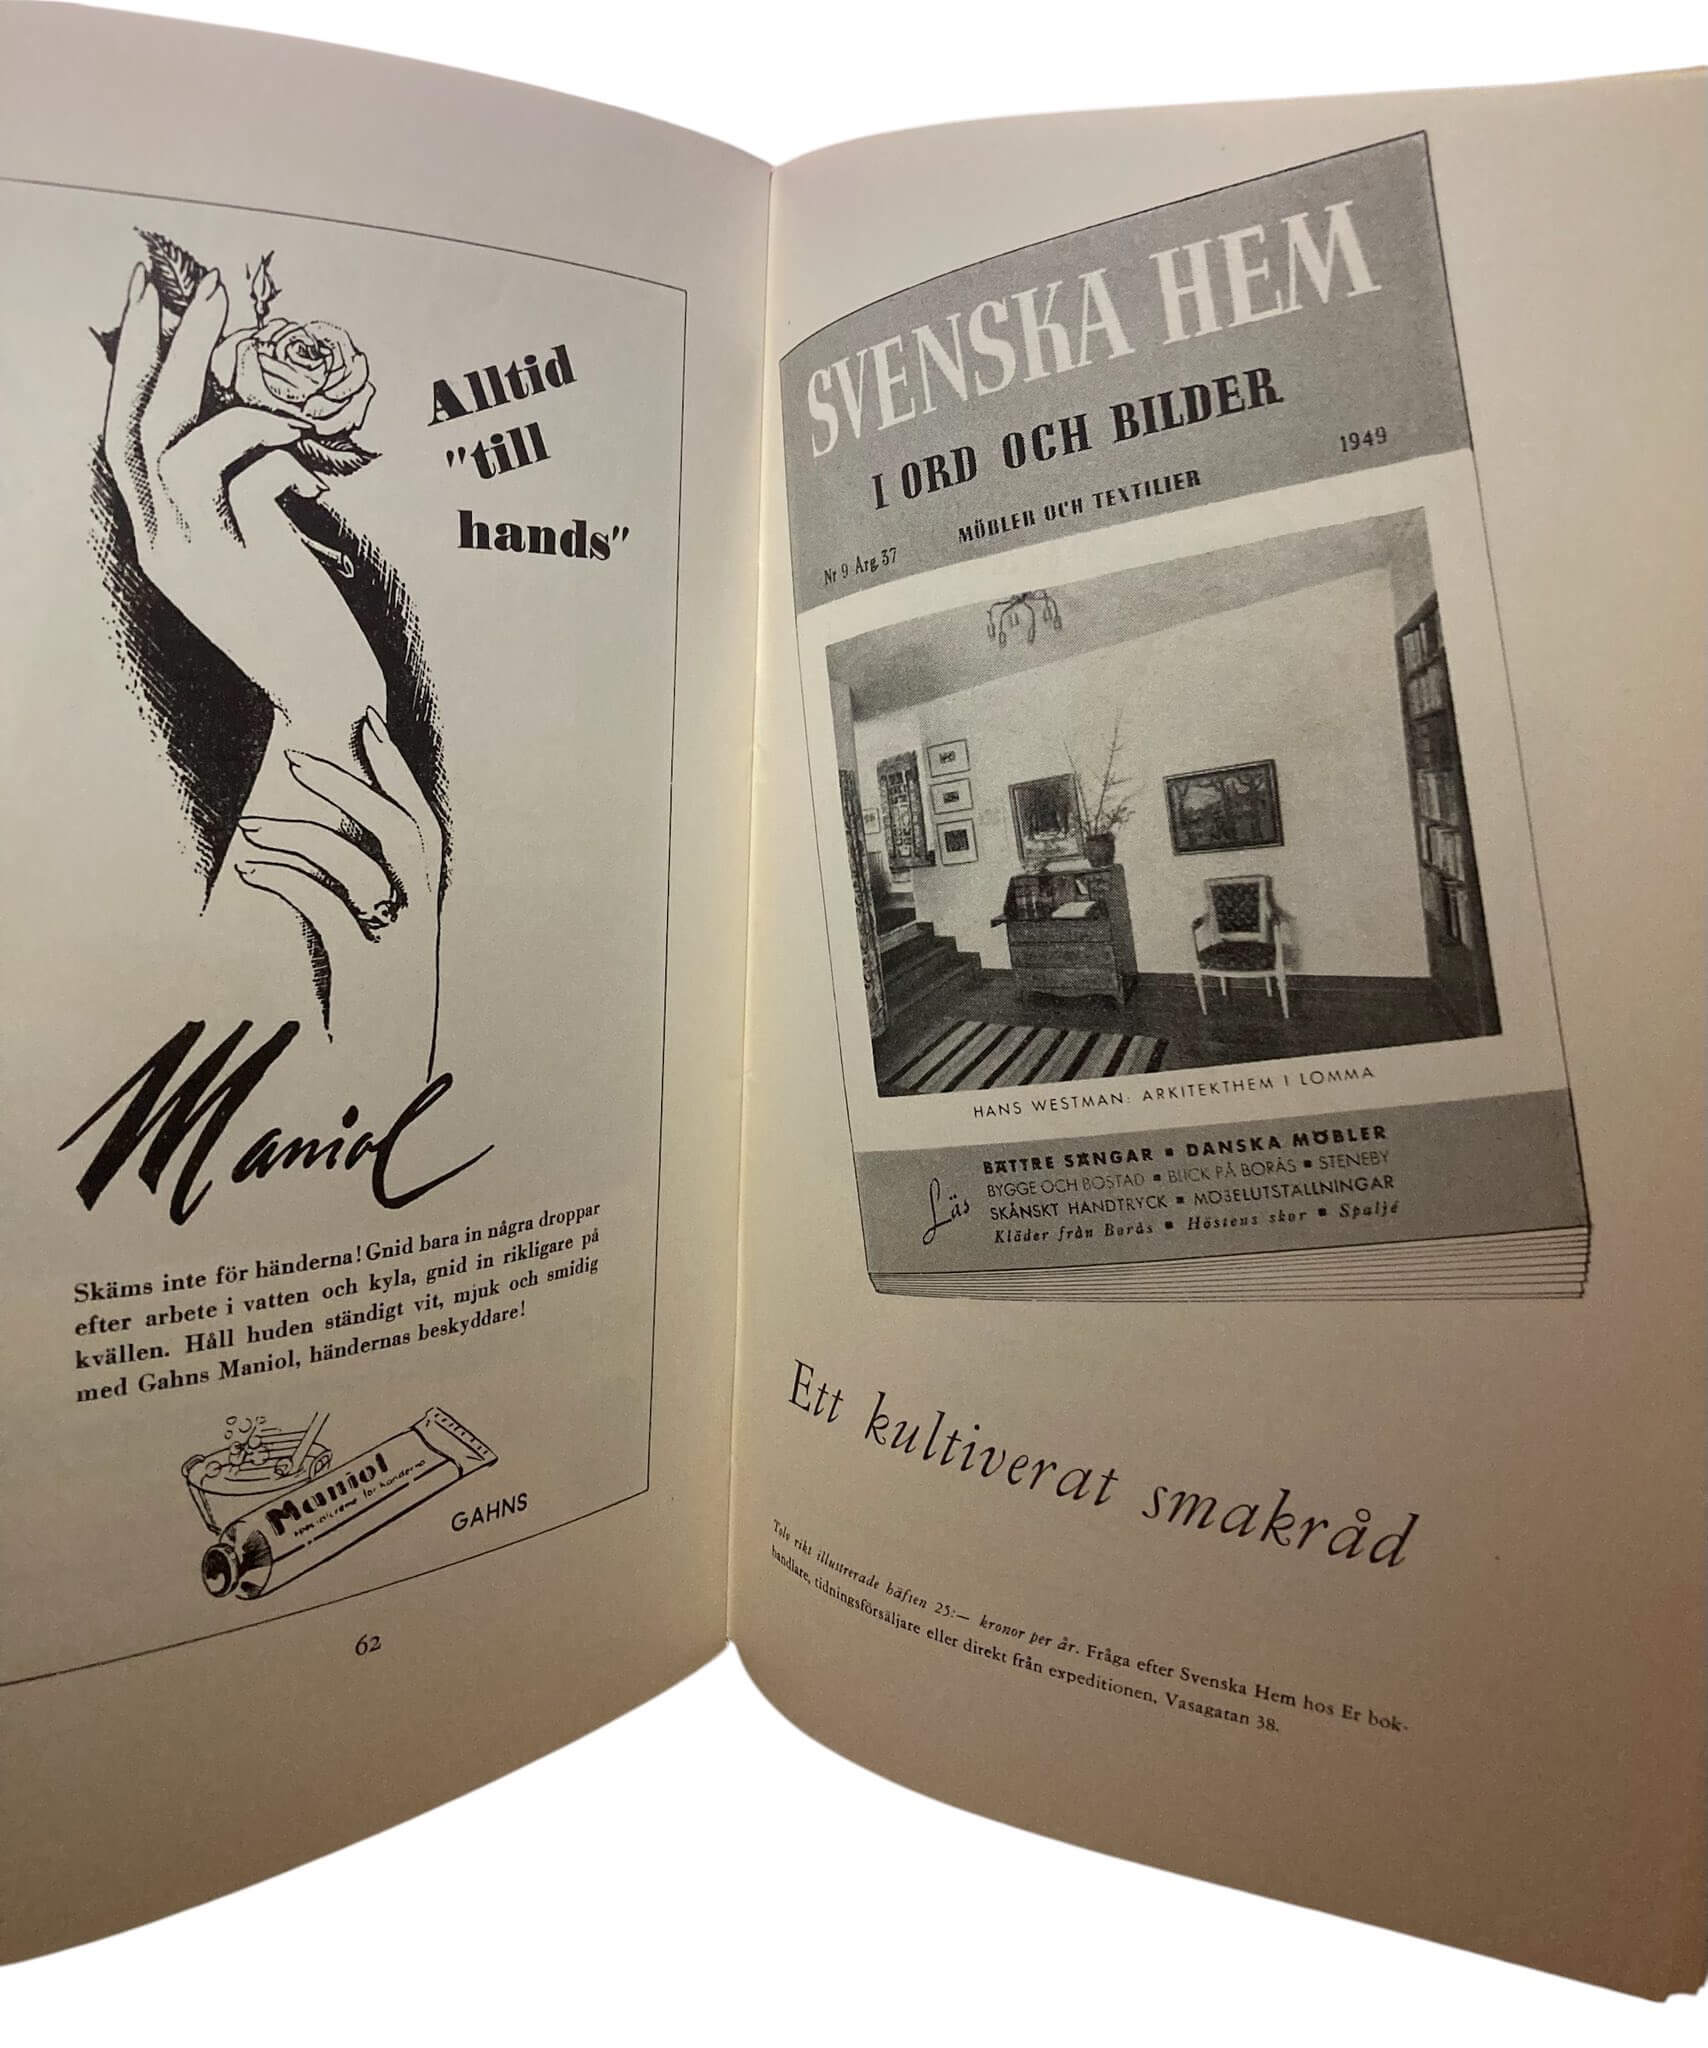 Alltid
"till
hands"
Maniol
Skäms inte för händerna! Gnid bara in några droppar
efter arbete i vatten och kyla, gnid in rikligare på
kvällen. Håll huden ständigt vit, mjuk och smidig
med Gahns Maniol, händernas beskyddare!
Maniol
för händerna
GAHNS
62
SVENSKA HEM
I ORD OCH BILDER
1949
MÖBLER OCH TEXTILIER
Nr 9 Årg. 37
HANS WESTMAN: ARKITEKTHEM I LOMMA
Läs
BÄTTRE SÄNGAR ▪ DANSKA MÖBLER
BYGGE OCH BOSTAD ▪ BLICK PÅ BORÅS ▪ STENEBY
SKÅNSKT HANDTRYCK ▪ MÖBELUTSTÄLLNINGAR
Kläder från Borås ▪ Höstens skor ▪ Spaljé
Ett kultiverat smakråd
Tolv rikt illustrerade häften 25:— kronor per år. Fråga efter Svenska Hem hos Er bok-
handlare, tidningsförsäljare eller direkt från expeditionen, Vasagatan 38.